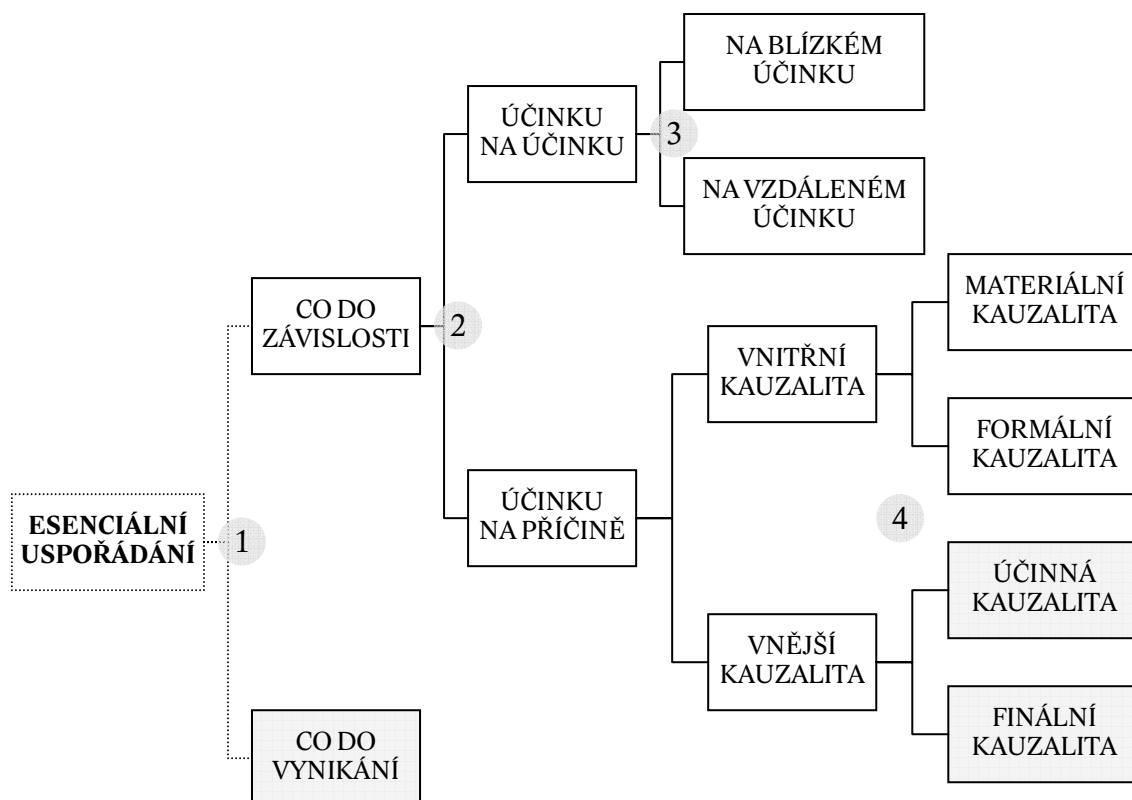 NA BLÍZKÉM
ÚČINKU
ÚČINKU
NA ÚČINKU
3
NA VZDÁLENÉM
ÚČINKU
CO DO
ZÁVISLOSTI
2
MATERIÁLNÍ
KAUZALITA
VNITŘNÍ
KAUZALITA
FORMÁLNÍ
KAUZALITA
ÚČINKU
NA PŘÍČINĚ
4
ESENCIÁLNÍ
USPOŘÁDÁNÍ
1
ÚČINNÁ
KAUZALITA
VNĚJŠÍ
KAUZALITA
FINÁLNÍ
KAUZALITA
CO DO
VYNIKÁNÍ